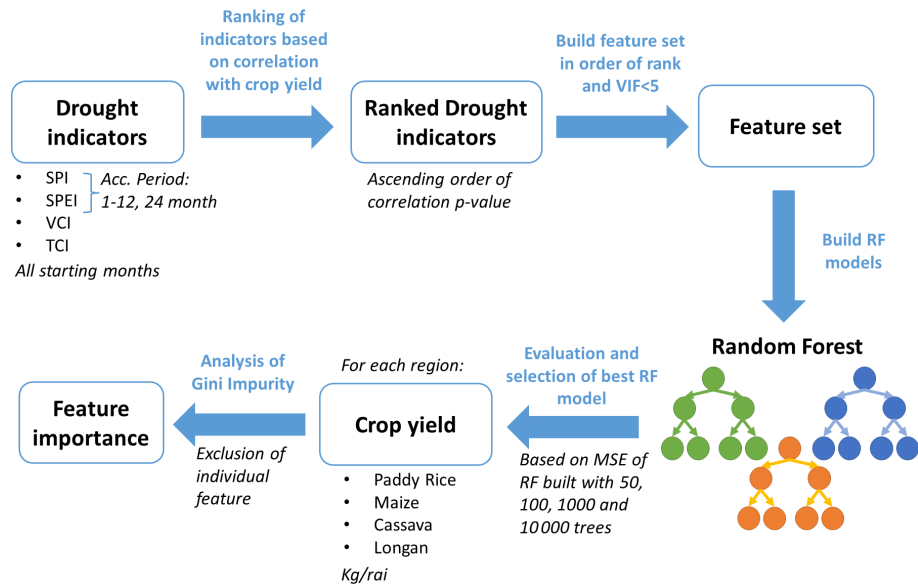 Ranking of
indicators based
on correlation
with crop yield
Build feature set
in order of rank
and VIF<5
Drought
indicators
Ranked Drought
indicators
Feature set
• SPI
• SPEI
• VCI
• TCI
Acc. Period:
1-12, 24 month
All starting months
Ascending order of
correlation p-value
Build RF
models
Random Forest
Evaluation and
selection of best RF
model
Based on MSE of
RF built with 50,
100, 1000 and
10 000 trees
For each region:
Crop yield
• Paddy Rice
• Maize
• Cassava
• Longan
Kg/rai
Analysis of
Gini Impurity
Exclusion of
individual
feature
Feature
importance